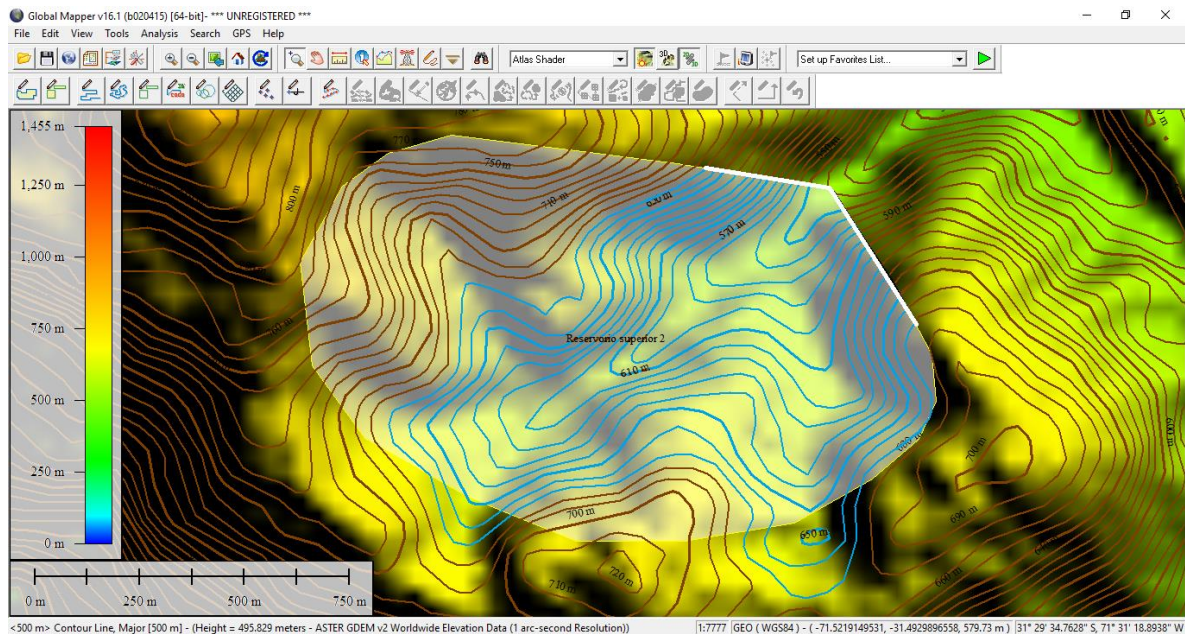 Global Mapper v16.1 (b020415) [64-bit]- *** UNREGISTERED ***
File Edit View Tools Analysis Search GPS Help
Atlas Shader
Set up Favorites List...
1,455 m
1,250 m
1,000 m
750 m
500 m
250 m
0 m
800 m
750 m
710 m
570 m
590 m
Reservorio superior 2
610 m
700 m
690 m
660 m
650 m
700 m
710 m
720 m
0 m 250 m 500 m 750 m
<500 m> Contour Line, Major [500 m] - (Height = 495.829 meters - ASTER GDEM v2 Worldwide Elevation Data (1 arc-second Resolution))
1:7777 GEO ( WGS84 ) - ( -71.5219149531, -31.4929896558, 579.73 m ) 31° 29' 34.7628" S, 71° 31' 18.8938" W